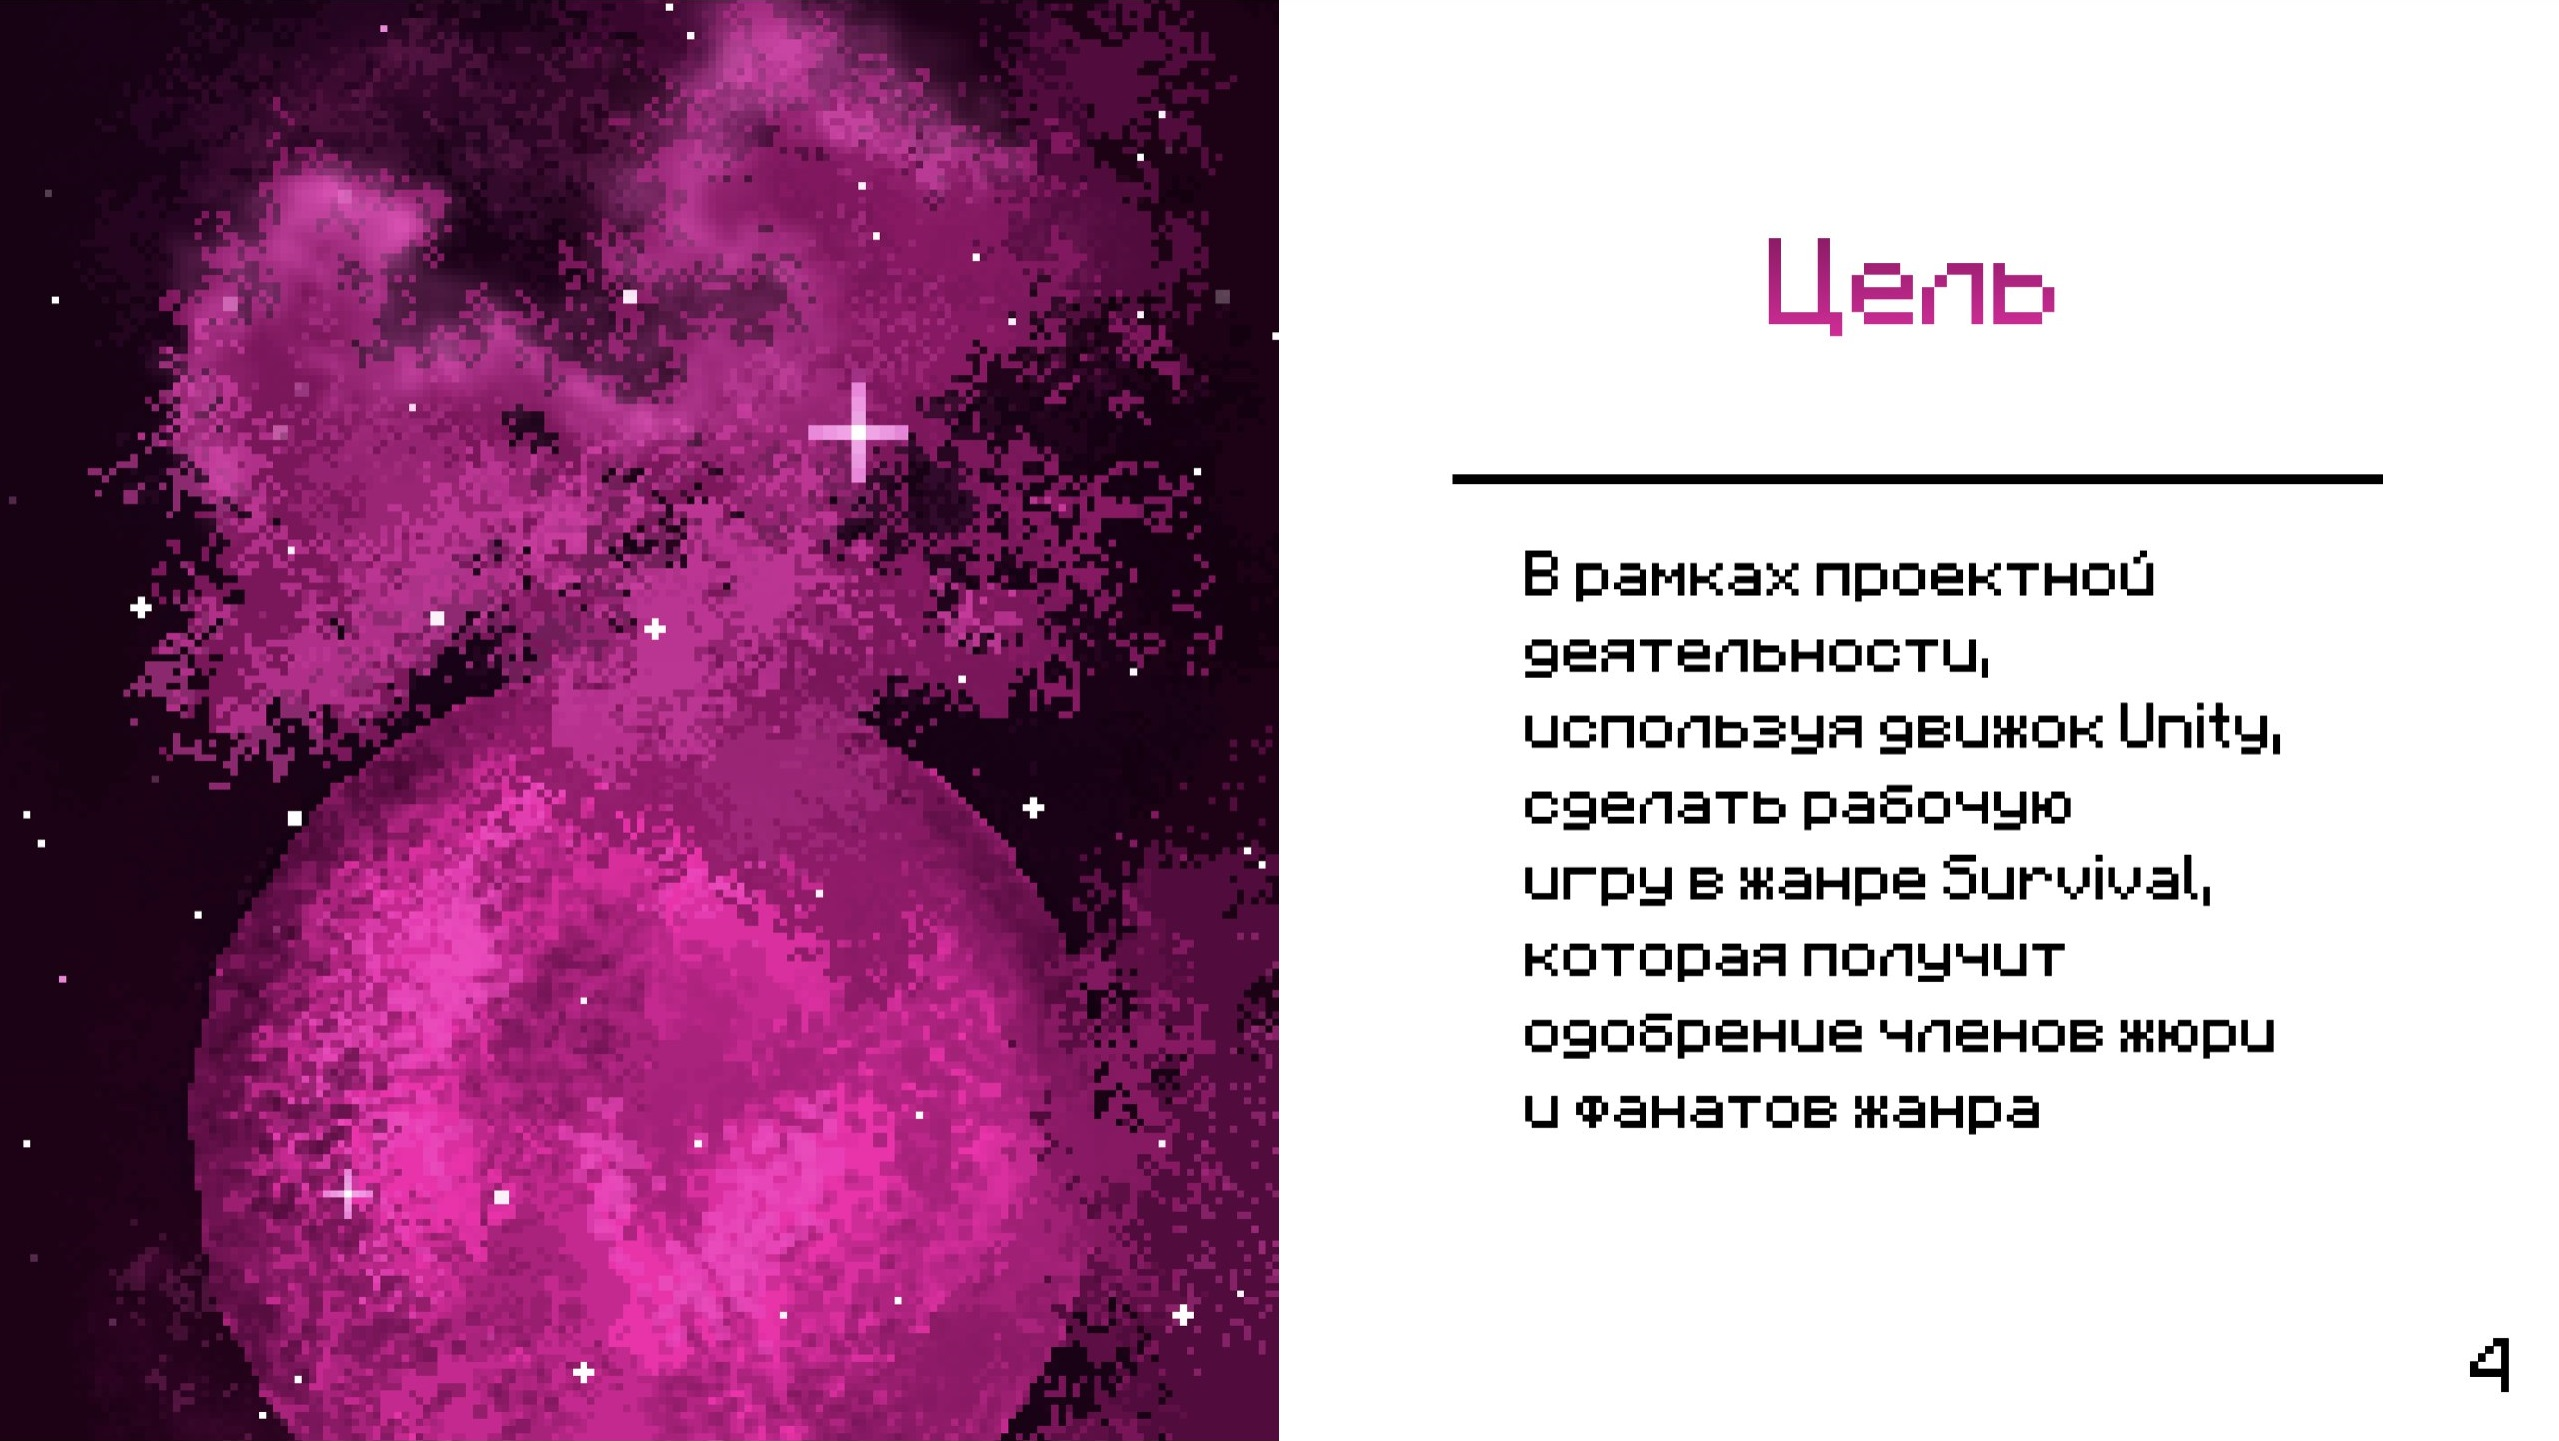 Цель
В рамках проектной
деятельности,
используя движок Unity,
сделать рабочую
игру в жанре Survival,
которая получит
одобрение членов жюри
и фанатов жанра
4